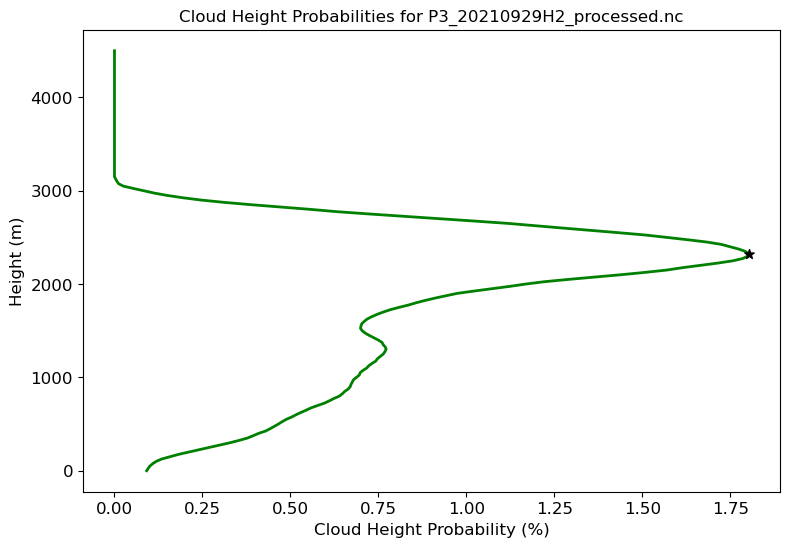 Cloud Height Probabilities for P3_20210929H2_processed.nc
4000
3000
2000
1000
0
Height (m)
0.00 0.25 0.50 0.75 1.00 1.25 1.50 1.75
Cloud Height Probability (%)